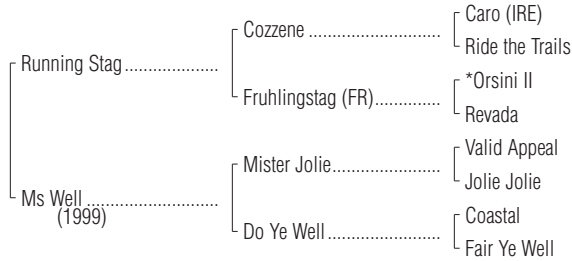 Caro (IRE)
Cozzene ........................
Ride the Trails
Running Stag .................
*Orsini II
Fruhlingstag (FR) ..............
Revada
Valid Appeal
Mister Jolie .....................
Jolie Jolie
Ms Well ........................
(1999)
Coastal
Do Ye Well .....................
Fair Ye Well